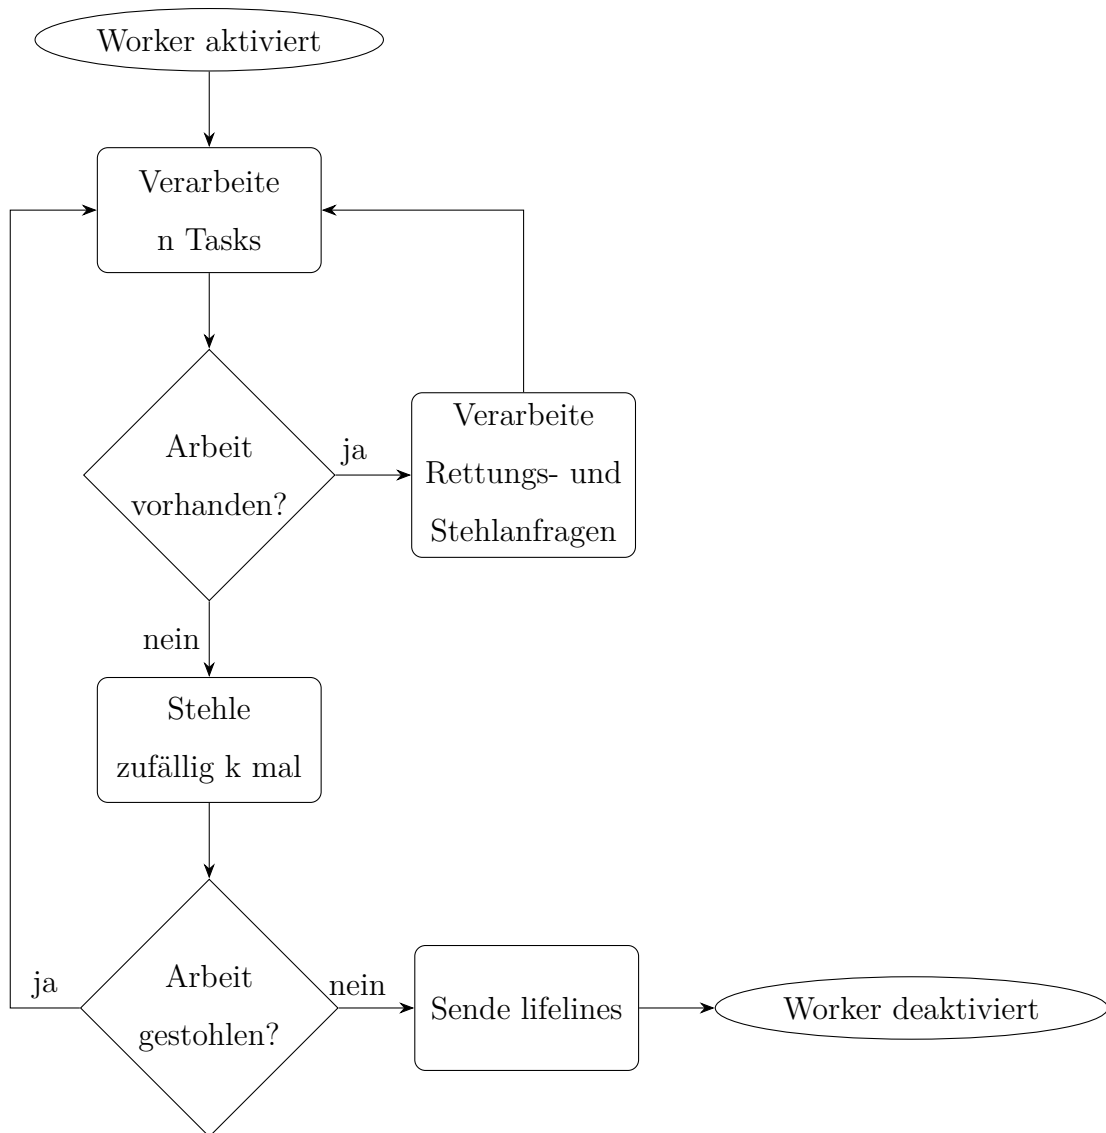 Worker aktiviert
Verarbeite
n Tasks
Arbeit
vorhanden?
ja
Verarbeite
Rettungs- und
Stehlanfragen
nein
Stehle
zufällig k mal
Arbeit
gestohlen?
ja
nein
Sende lifelines
Worker deaktiviert